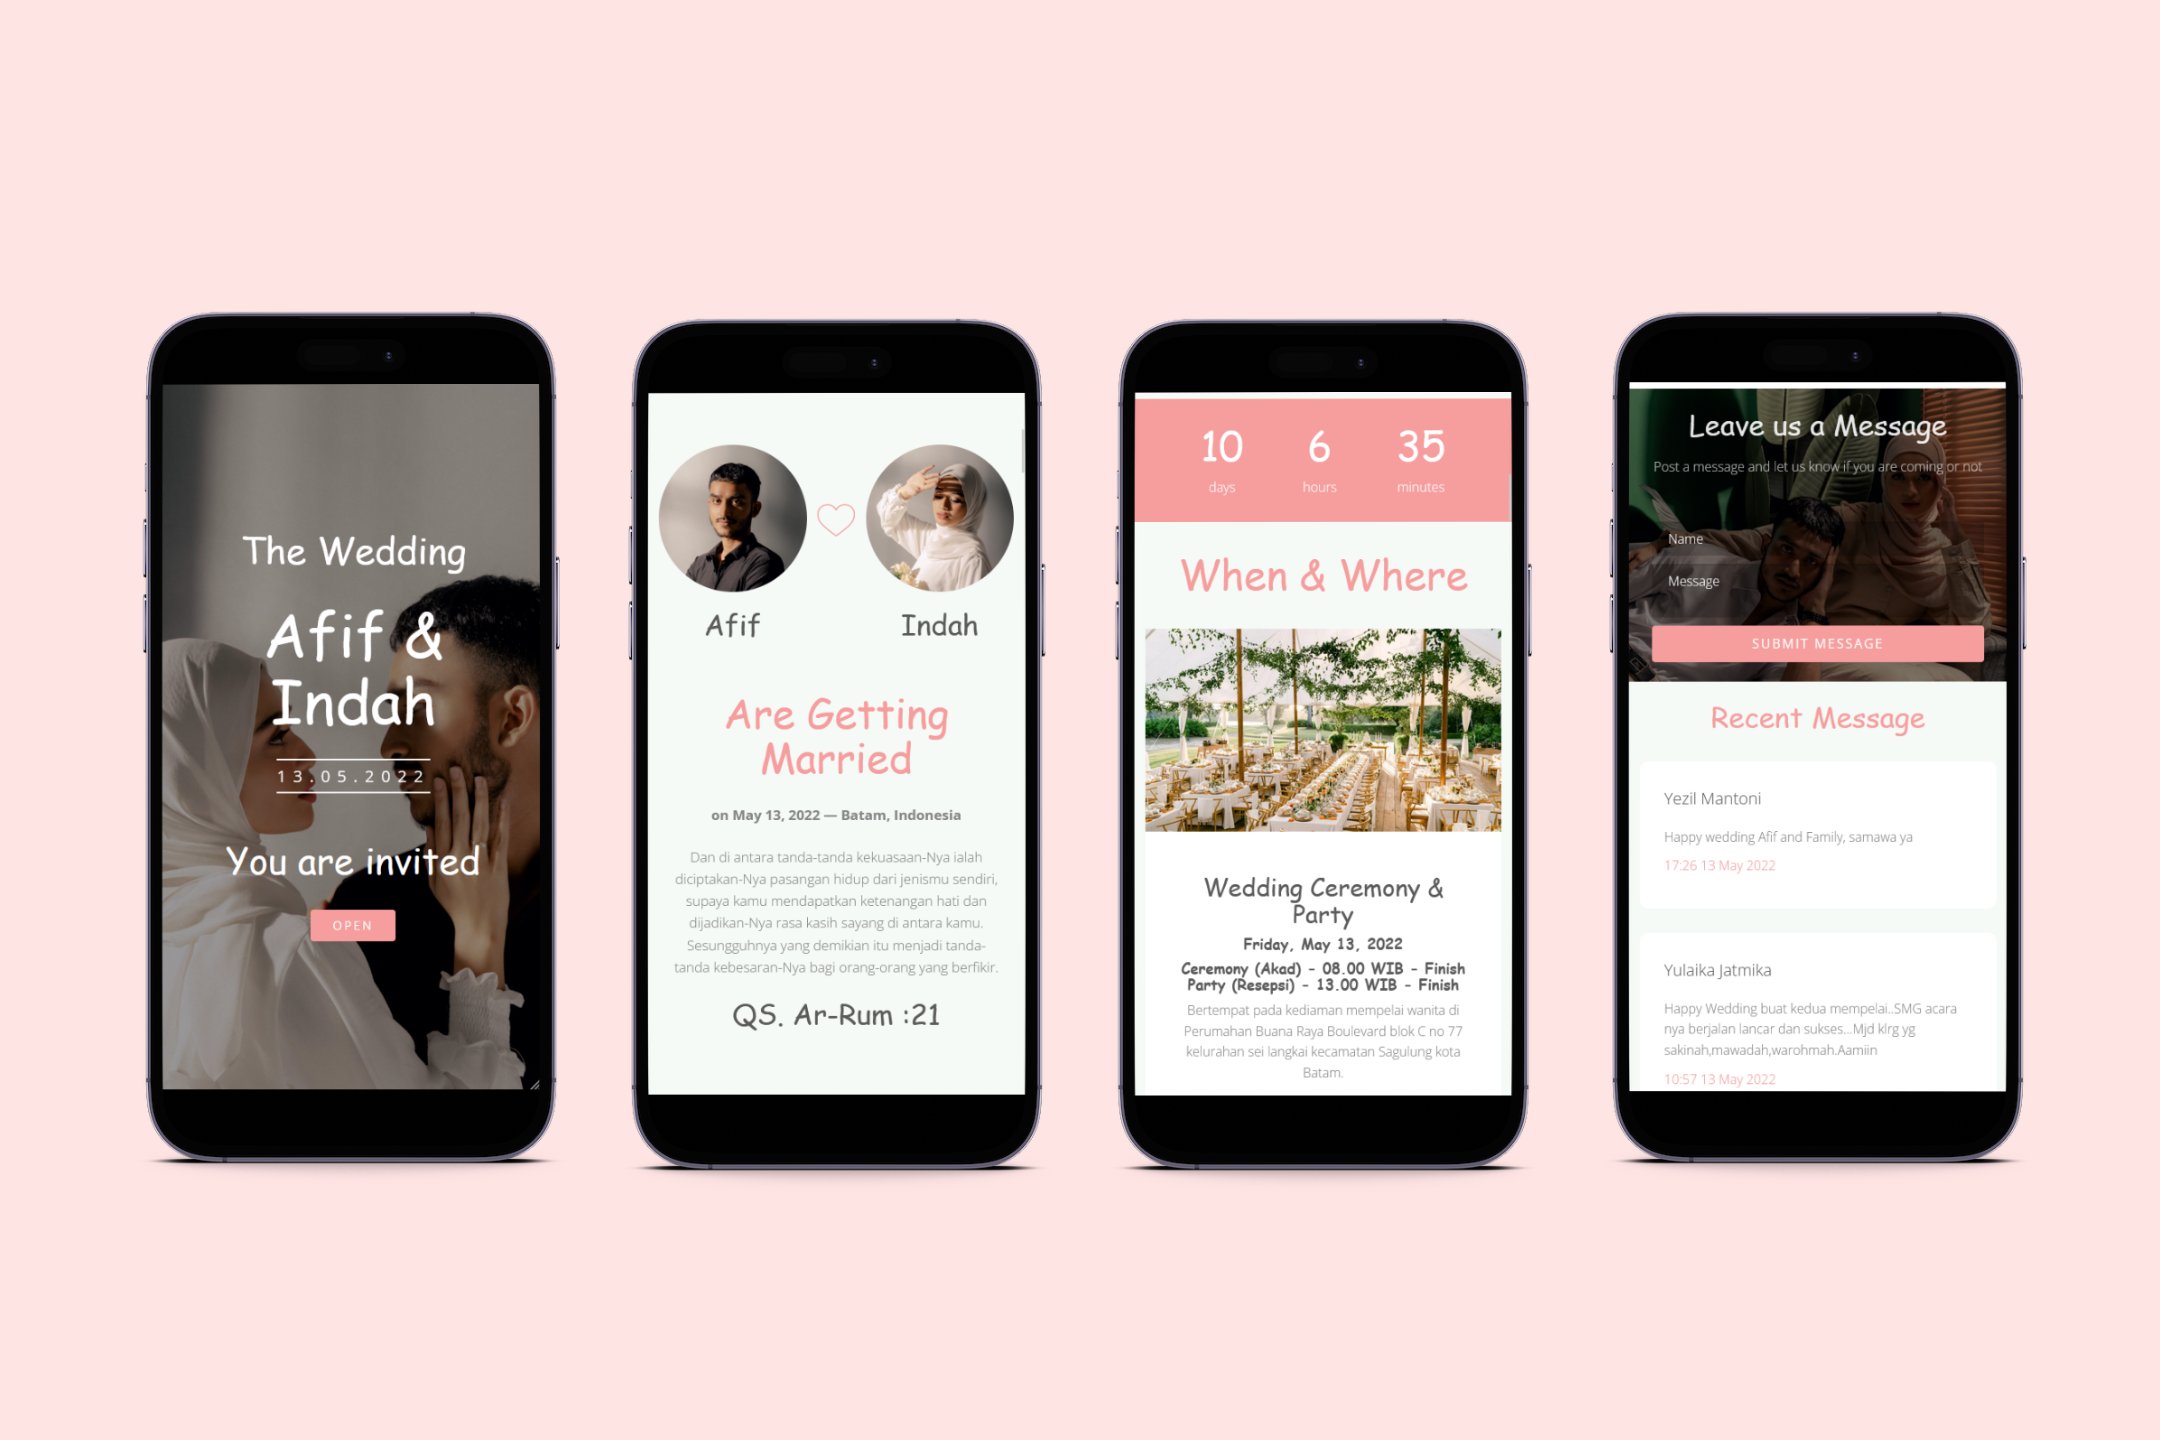 The Wedding
Afif &
Indah
13.05.2022
You are invited
OPEN
Afif
Indah
Are Getting
Married
on May 13, 2022 — Batam, Indonesia
Dan di antara tanda-tanda kekuasaan-Nya ialah
diciptakan-Nya pasangan hidup dari jenismu sendiri,
supaya kamu mendapatkan ketenangan hati dan
dijadikan-Nya rasa kasih sayang di antara kamu.
Sesungguhnya yang demikian itu menjadi tanda-
tanda kebesaran-Nya bagi orang-orang yang berfikir.
QS. Ar-Rum :21
10 6 35
days hours minutes
When & Where
Wedding Ceremony &
Party
Friday, May 13, 2022
Ceremony (Akad) - 08.00 WIB - Finish
Party (Resepsi) - 13.00 WIB - Finish
Bertempat pada kediaman mempelai wanita di
Perumahan Buana Raya Boulevard blok C no 77
kelurahan sei langkai kecamatan Sagulung kota
Batam.
Leave us a Message
Post a message and let us know if you are coming or not
Name
Message
SUBMIT MESSAGE
Recent Message
Yezil Mantoni
Happy wedding Afif and Family, samawa ya
17:26 13 May 2022
Yulaika Jatmika
Happy Wedding buat kedua mempelai..SMG acara
nya berjalan lancar dan sukses...Mjd klrg yg
sakinah,mawadah,warohmah.Aamiin
10:57 13 May 2022